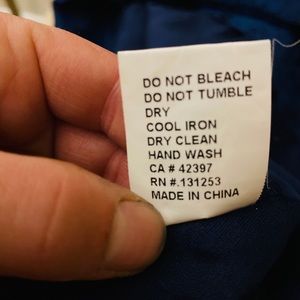 DO NOT BLEACH
DO NOT TUMBLE
DRY
COOL IRON
DRY CLEAN
HAND WASH
CA # 42397
RN #.131253
MADE IN CHINA